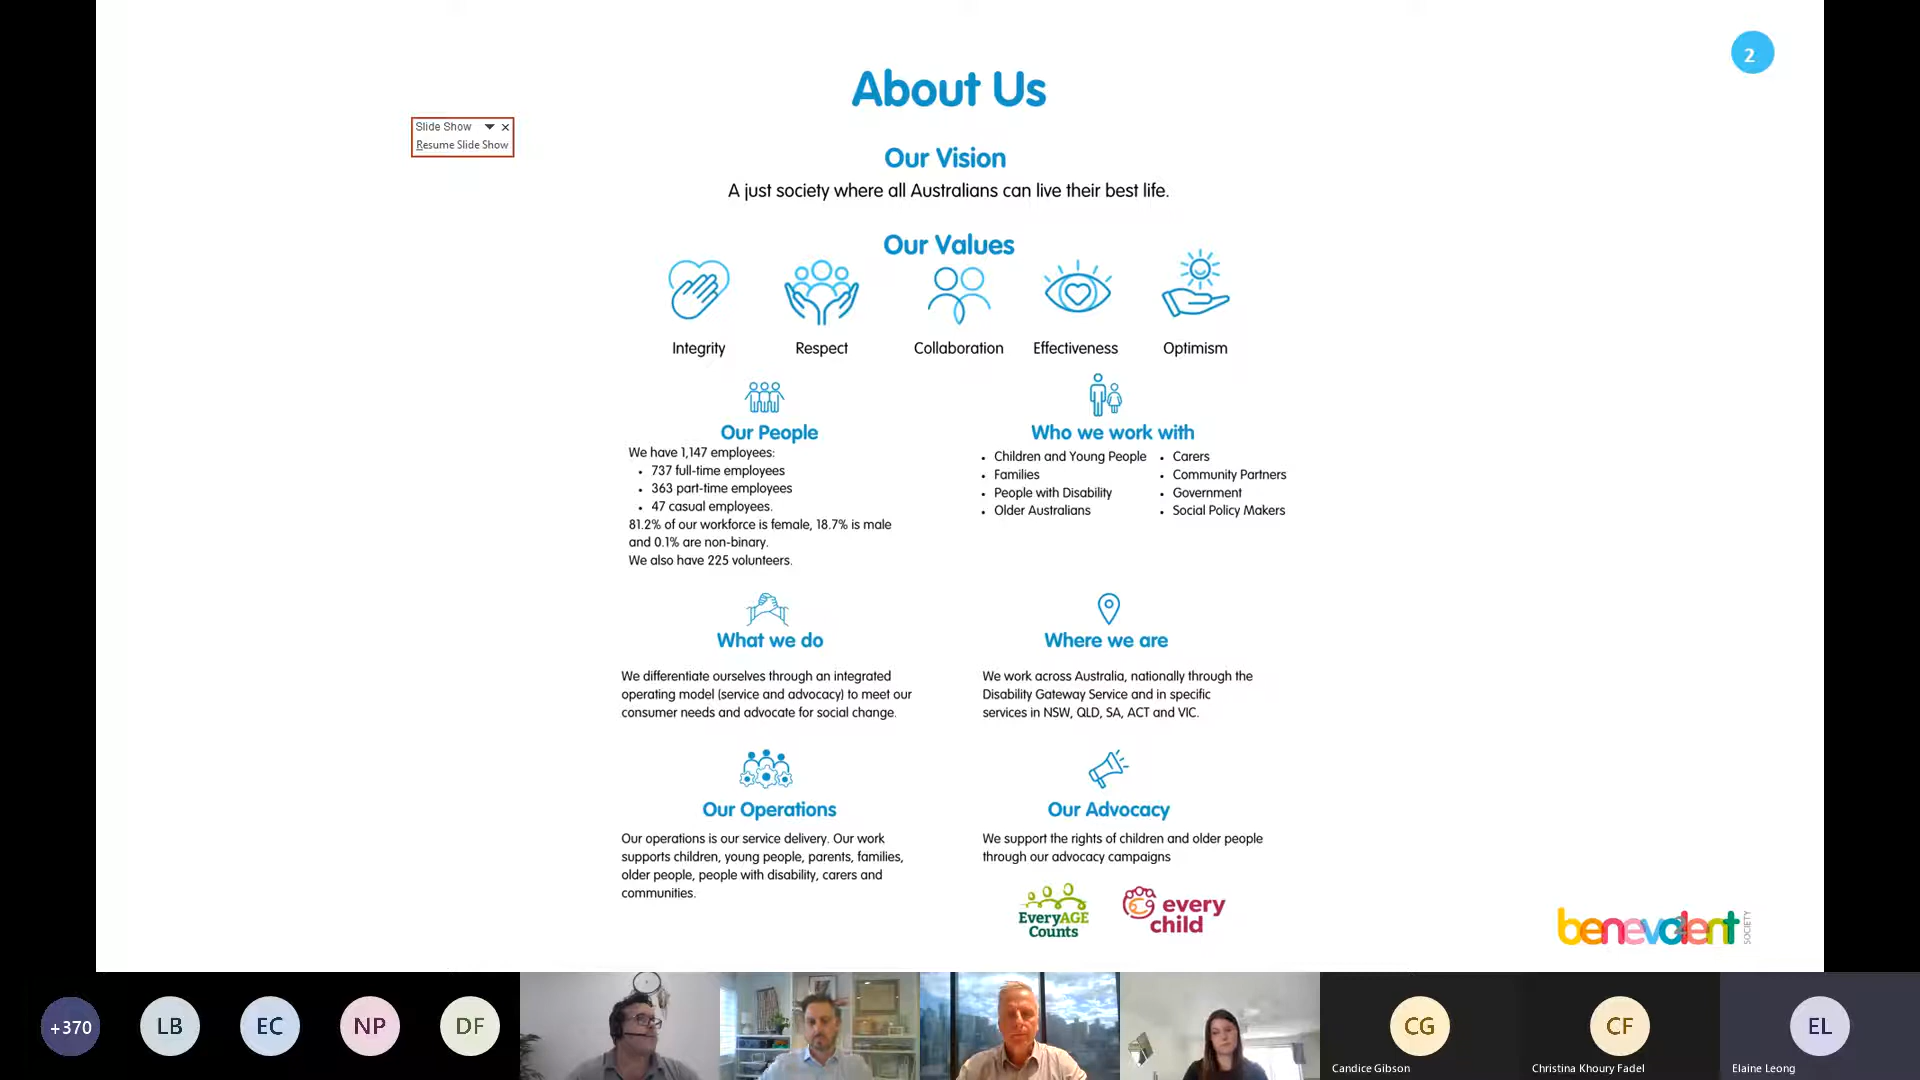 2
About Us
Slide Show
Resume Slide Show
Our Vision
A just society where all Australians can live their best life.
Our Values
Integrity
Respect
Collaboration
Effectiveness
Optimism
Our People
We have 1,147 employees:
• 737 full-time employees
• 363 part-time employees
• 47 casual employees.
81.2% of our workforce is female, 18.7% is male
and 0.1% are non-binary.
We also have 225 volunteers.
Who we work with
• Children and Young People
• Families
• People with Disability
• Older Australians
• Carers
• Community Partners
• Government
• Social Policy Makers
What we do
We differentiate ourselves through an integrated
operating model (service and advocacy) to meet our
consumer needs and advocate for social change.
Where we are
We work across Australia, nationally through the
Disability Gateway Service and in specific
services in NSW, QLD, SA, ACT and VIC.
Our Operations
Our operations is our service delivery. Our work
supports children, young people, parents, families,
older people, people with disability, carers and
communities.
Our Advocacy
We support the rights of children and older people
through our advocacy campaigns
EveryAGE
Counts
every
child
benevolent
SOCIETY
2
+370
LB
EC
NP
DF
CG
Candice Gibson
CF
Christina Khoury Fadel
EL
Elaine Leong